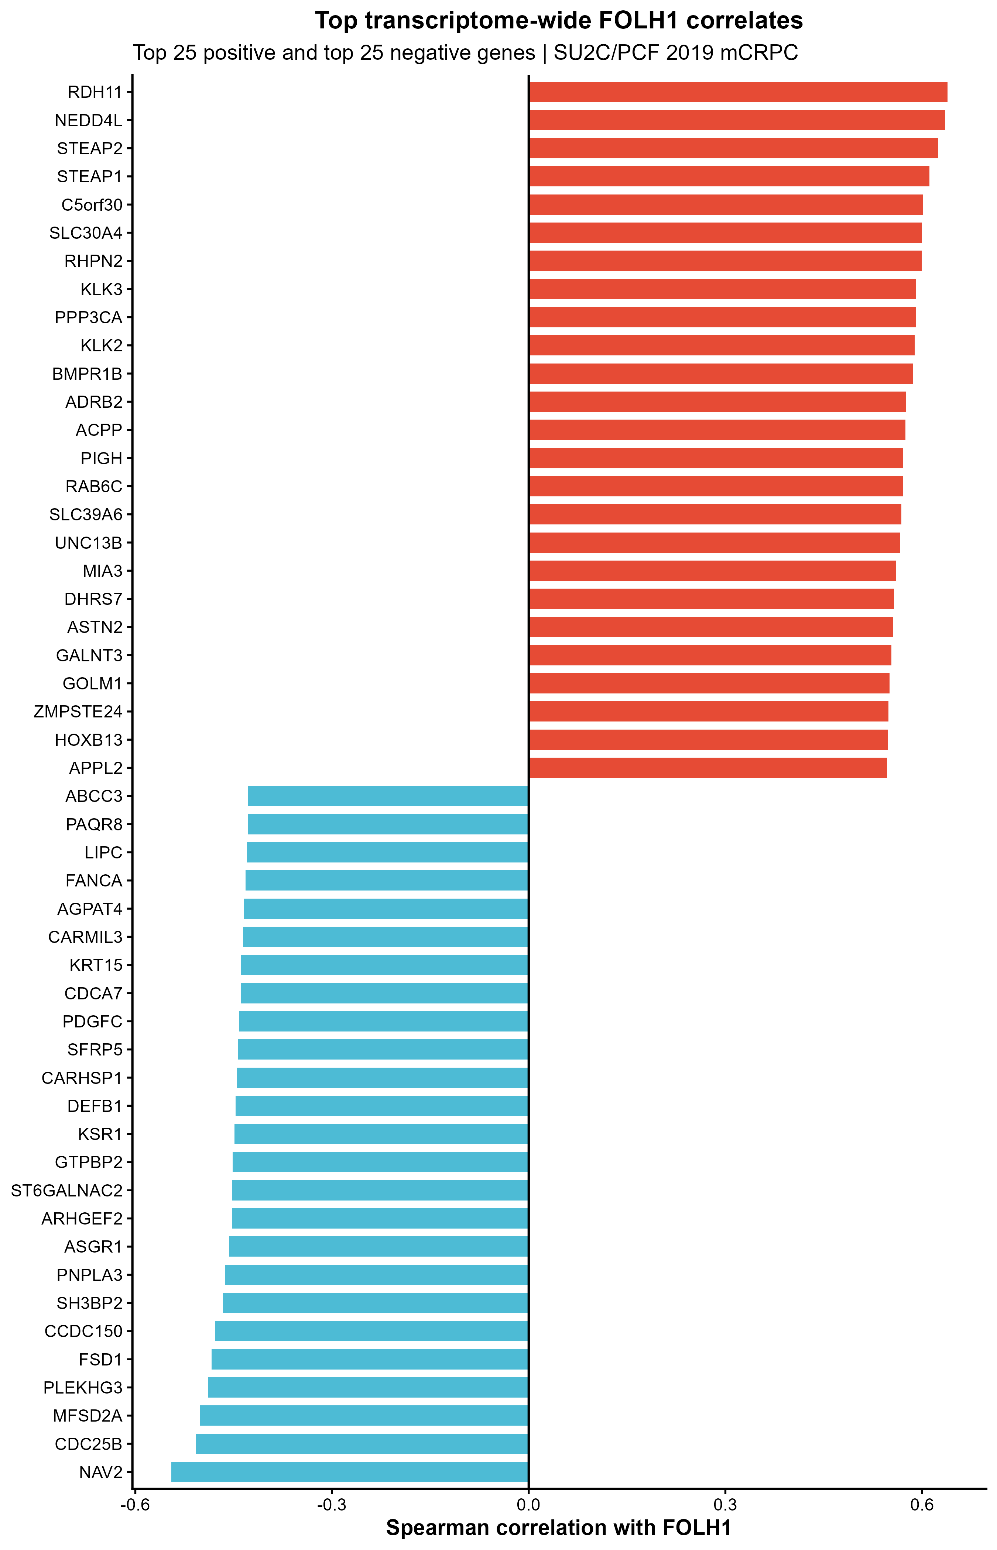 Top transcriptome-wide FOLH1 correlates
Top 25 positive and top 25 negative genes | SU2C/PCF 2019 mCRPC
RDH11
NEDD4L
STEAP2
STEAP1
C5orf30
SLC30A4
RHPN2
KLK3
PPP3CA
KLK2
BMPR1B
ADRB2
ACPP
PIGH
RAB6C
SLC39A6
UNC13B
MIA3
DHRS7
ASTN2
GALNT3
GOLM1
ZMPSTE24
HOXB13
APPL2
ABCC3
PAQR8
LIPC
FANCA
AGPAT4
CARMIL3
KRT15
CDCA7
PDGFC
SFRP5
CARHSP1
DEFB1
KSR1
GTPBP2
ST6GALNAC2
ARHGEF2
ASGR1
PNPLA3
SH3BP2
CCDC150
FSD1
PLEKHG3
MFSD2A
CDC25B
NAV2
-0.6 -0.3 0.0 0.3 0.6
Spearman correlation with FOLH1